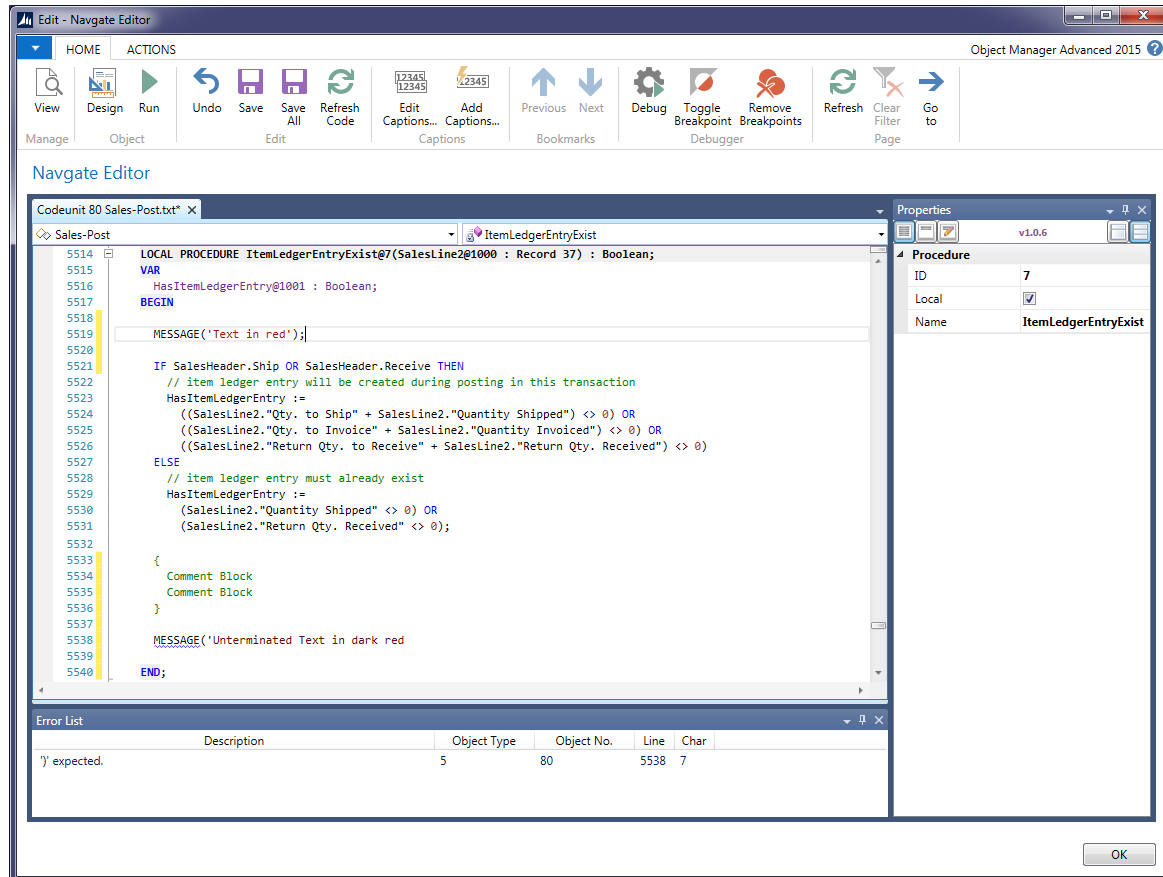 Edit - Navgate Editor
HOME ACTIONS Object Manager Advanced 2015 ?
View Design Run Undo Save Save All Refresh Code Edit Captions... Add Captions... Previous Next Debug Toggle Breakpoint Remove Breakpoints Refresh Clear Filter Go to
Manage Object Edit Captions Bookmarks Debugger Page
12345
12345
12345
Navgate Editor
Codeunit 80 Sales-Post.txt*
Sales-Post ItemLedgerEntryExist
5514 LOCAL PROCEDURE ItemLedgerEntryExist@7(SalesLine2@1000 : Record 37) : Boolean;
5515 VAR
5516 HasItemLedgerEntry@1001 : Boolean;
5517 BEGIN
5518
5519 MESSAGE('Text in red');
5520
5521 IF SalesHeader.Ship OR SalesHeader.Receive THEN
5522 // item ledger entry will be created during posting in this transaction
5523 HasItemLedgerEntry :=
5524 ((SalesLine2."Qty. to Ship" + SalesLine2."Quantity Shipped") <> 0) OR
5525 ((SalesLine2."Qty. to Invoice" + SalesLine2."Quantity Invoiced") <> 0) OR
5526 ((SalesLine2."Return Qty. to Receive" + SalesLine2."Return Qty. Received") <> 0)
5527 ELSE
5528 // item ledger entry must already exist
5529 HasItemLedgerEntry :=
5530 (SalesLine2."Quantity Shipped" <> 0) OR
5531 (SalesLine2."Return Qty. Received" <> 0);
5532
5533 {
5534 Comment Block
5535 Comment Block
5536 }
5537
5538 MESSAGE('Unterminated Text in dark red
5539
5540 END;
Properties
v1.0.6
Procedure
ID 7
Local
Name ItemLedgerEntryExist
Error List
Description Object Type Object No. Line Char
')' expected. 5 80 5538 7
OK